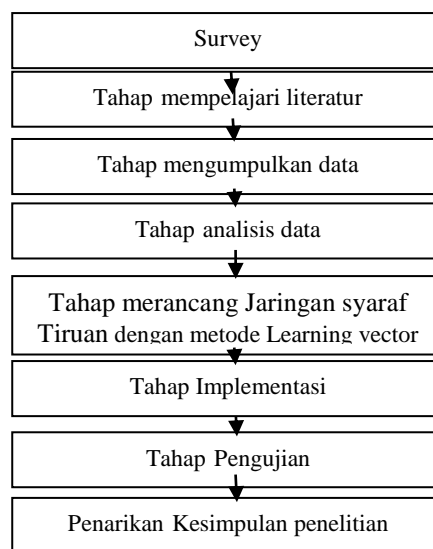 Survey
Tahap mempelajari literatur
Tahap mengumpulkan data
Tahap analisis data
Tahap merancang Jaringan syaraf
Tiruan dengan metode Learning vector
Tahap Implementasi
Tahap Pengujian
Penarikan Kesimpulan penelitian